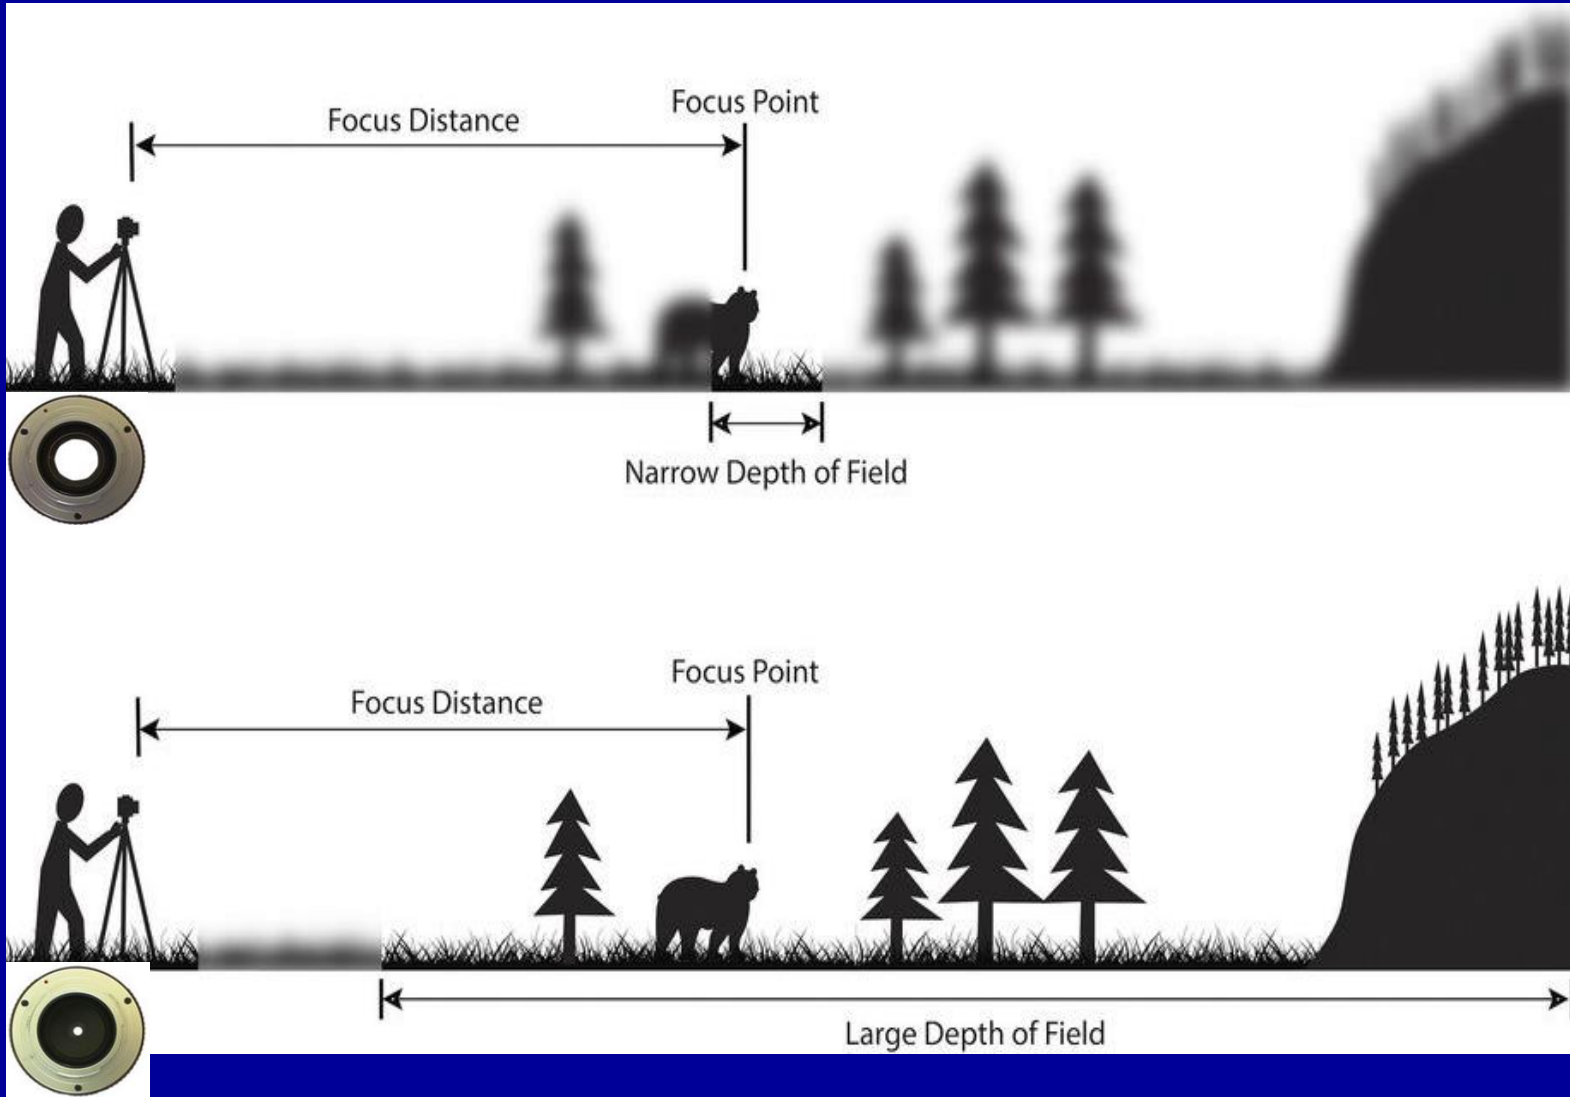 Focus Point
Focus Distance
Narrow Depth of Field
Focus Point
Focus Distance
Large Depth of Field